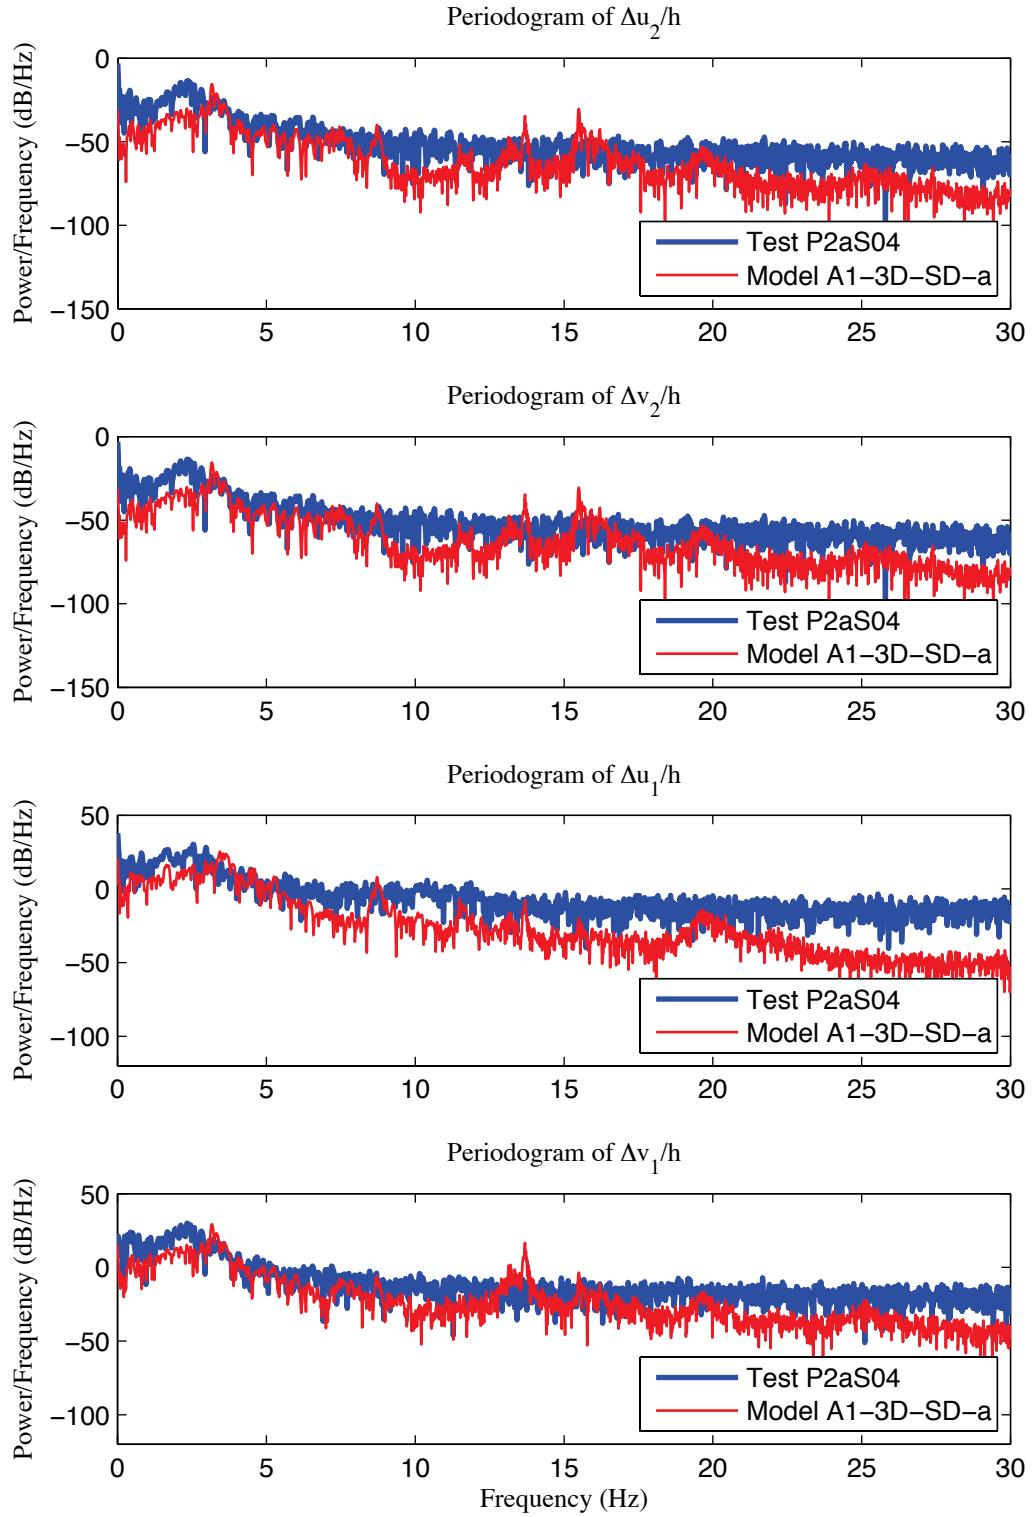 Periodogram of Δu2/h
Power/Frequency (dB/Hz)
0
−50
−100
−150
0 5 10 15 20 25 30
Test P2aS04
Model A1−3D−SD−a
Periodogram of Δv2/h
Power/Frequency (dB/Hz)
0
−50
−100
−150
0 5 10 15 20 25 30
Test P2aS04
Model A1−3D−SD−a
Periodogram of Δu1/h
Power/Frequency (dB/Hz)
50
0
−50
−100
0 5 10 15 20 25 30
Test P2aS04
Model A1−3D−SD−a
Periodogram of Δv1/h
Power/Frequency (dB/Hz)
50
0
−50
−100
0 5 10 15 20 25 30
Test P2aS04
Model A1−3D−SD−a
Frequency (Hz)